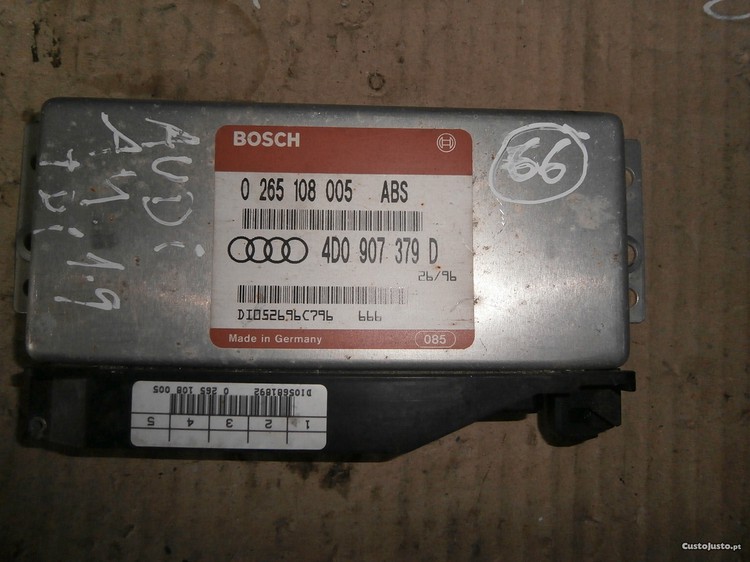 AUDi
A4
TDi 1.9
66
BOSCH
0 265 108 005 ABS
4D0 907 379 D
26/96
DI052696C796 666
Made in Germany 085
DI05681892 0 265 108 005
1 2 3 4 5
CustoJusto.pt